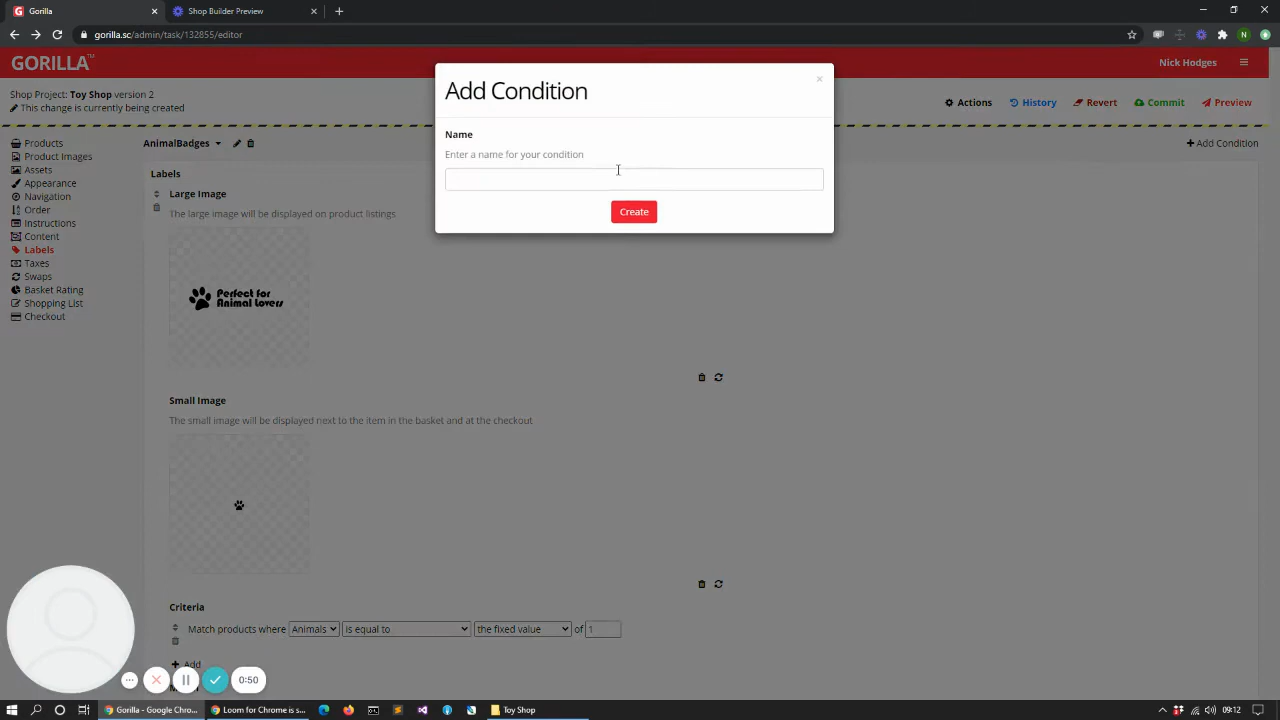 Gorilla
Shop Builder Preview
gorilla.sc/admin/task/132855/editor
GORILLA™
Nick Hodges
Shop Project: Toy Shop version 2
This change is currently being created
Actions
History
Revert
Commit
Preview
Products
Product Images
Assets
Appearance
Navigation
Order
Instructions
Content
Labels
Taxes
Swaps
Basket Rating
Shopping List
Checkout
AnimalBadges
Add Condition
Labels
Large Image
The large image will be displayed on product listings
Perfect for
Animal Lovers
Small Image
The small image will be displayed next to the item in the basket and at the checkout
Criteria
Match products where Animals is equal to the fixed value of 1
Add
Add Condition
Name
Enter a name for your condition
Create
0:50
Gorilla - Google Chro...
Loom for Chrome is s...
Toy Shop
09:12